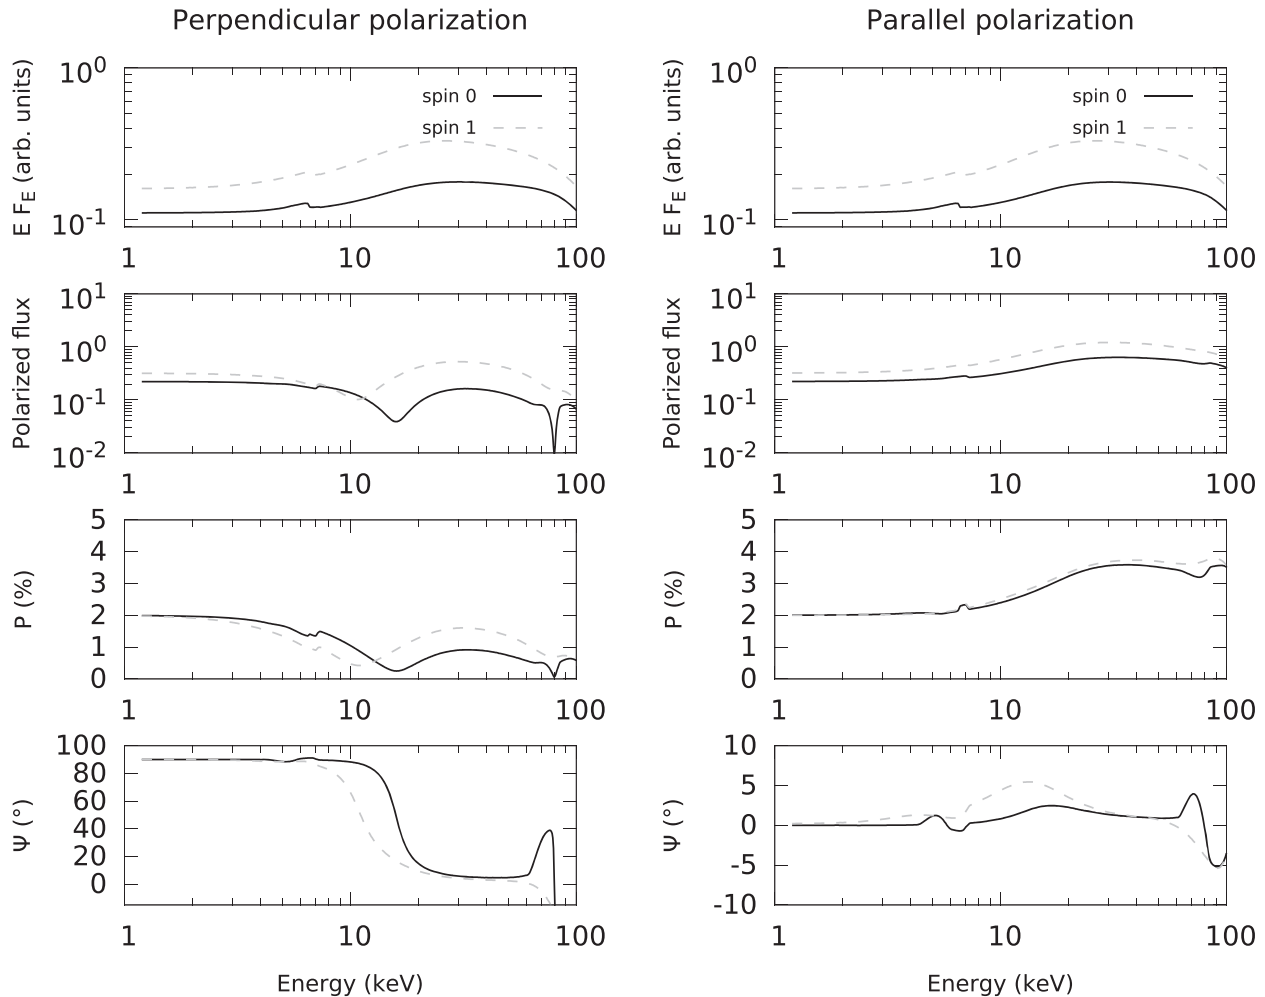 Perpendicular polarization
E F_E (arb. units)
10^0
10^-1
spin 0
spin 1
1 10 100
Polarized flux
10^1
10^0
10^-1
10^-2
1 10 100
P (%)
5
4
3
2
1
0
1 10 100
Ψ (°)
100
80
60
40
20
0
1 10 100
Energy (keV)
Parallel polarization
E F_E (arb. units)
10^0
10^-1
spin 0
spin 1
1 10 100
Polarized flux
10^1
10^0
10^-1
10^-2
1 10 100
P (%)
5
4
3
2
1
0
1 10 100
Ψ (°)
10
5
0
-5
-10
1 10 100
Energy (keV)